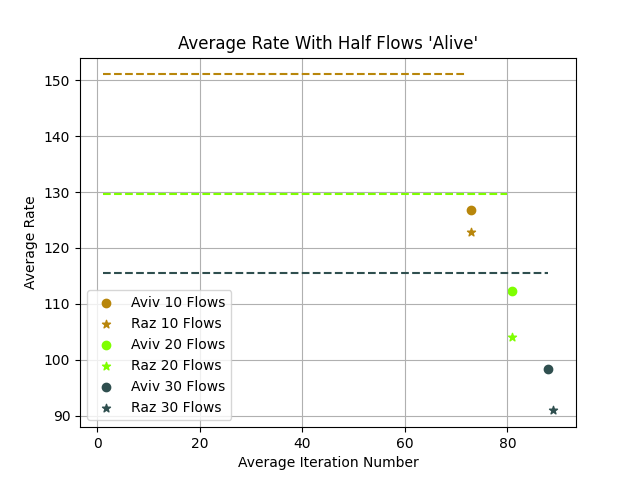 Average Rate With Half Flows 'Alive'
150
140
130
120
110
100
90
Average Rate
Aviv 10 Flows
Raz 10 Flows
Aviv 20 Flows
Raz 20 Flows
Aviv 30 Flows
Raz 30 Flows
0 20 40 60 80
Average Iteration Number